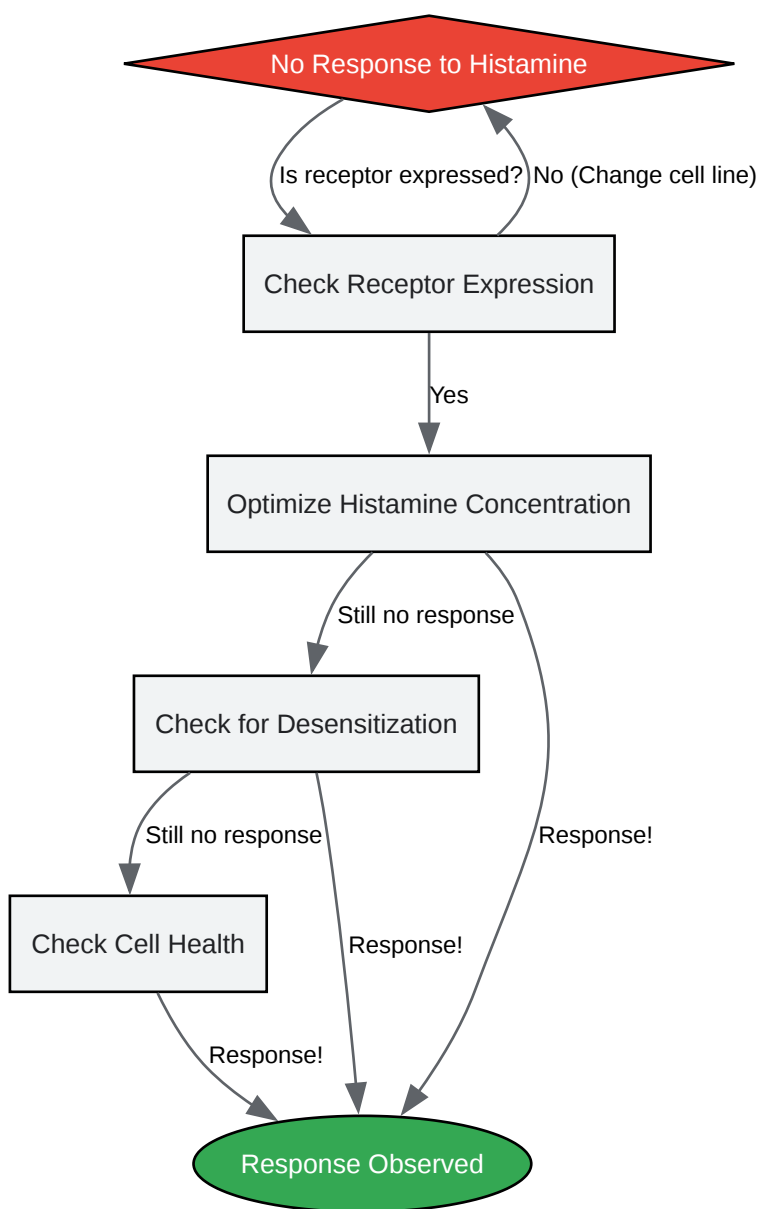 No Response to Histamine
Is receptor expressed?
No (Change cell line)
Check Receptor Expression
Yes
Optimize Histamine Concentration
Still no response
Check for Desensitization
Still no response
Response!
Check Cell Health
Response!
Response!
Response Observed